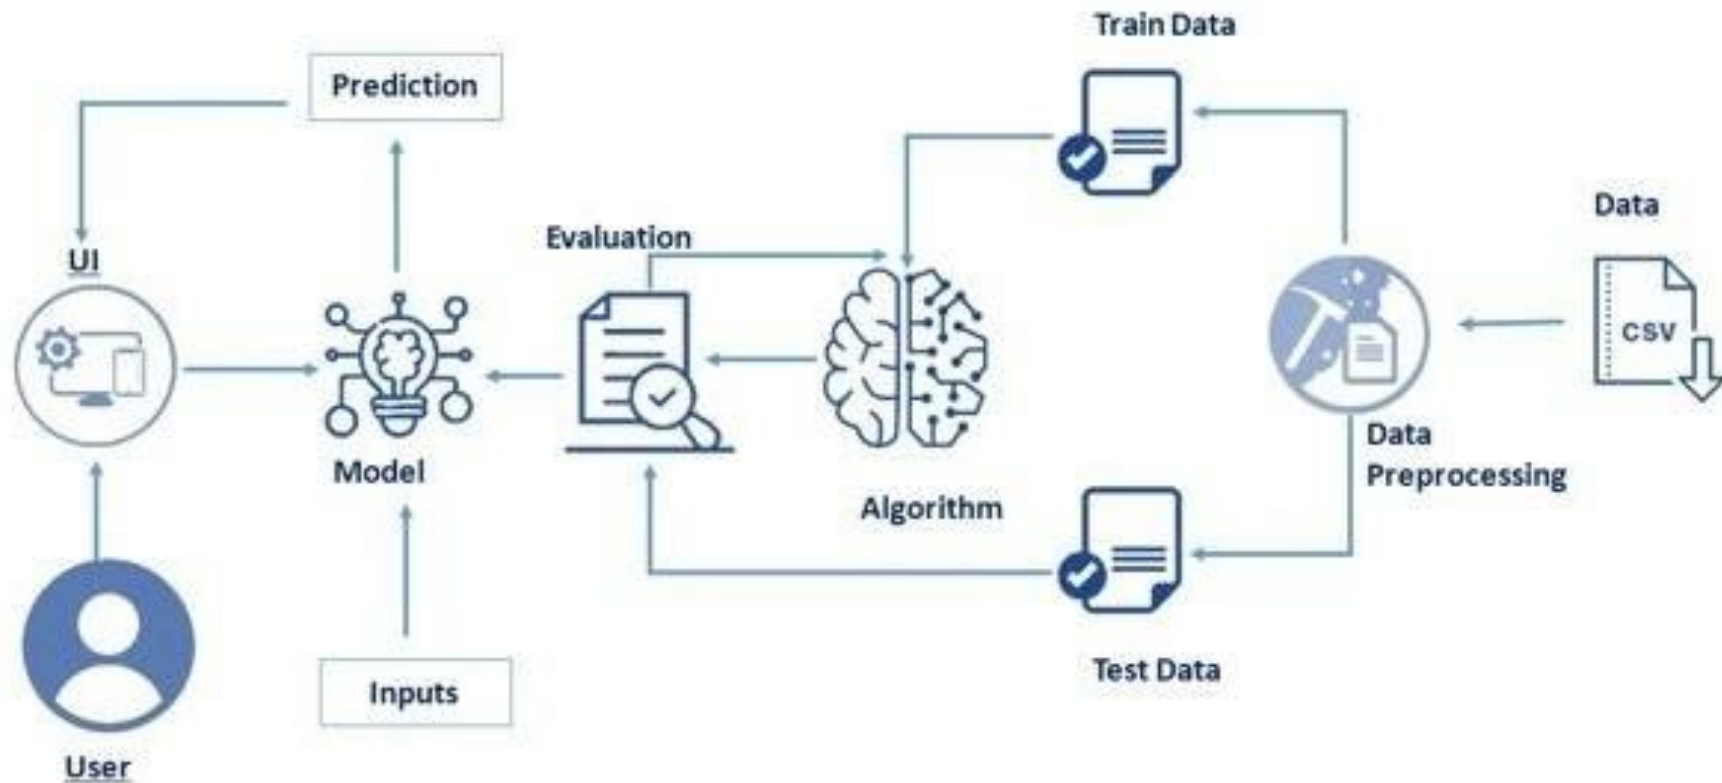 Train Data
Prediction
Data
Evaluation
UI
CSV
Data
Preprocessing
Model
Algorithm
Inputs
Test Data
User